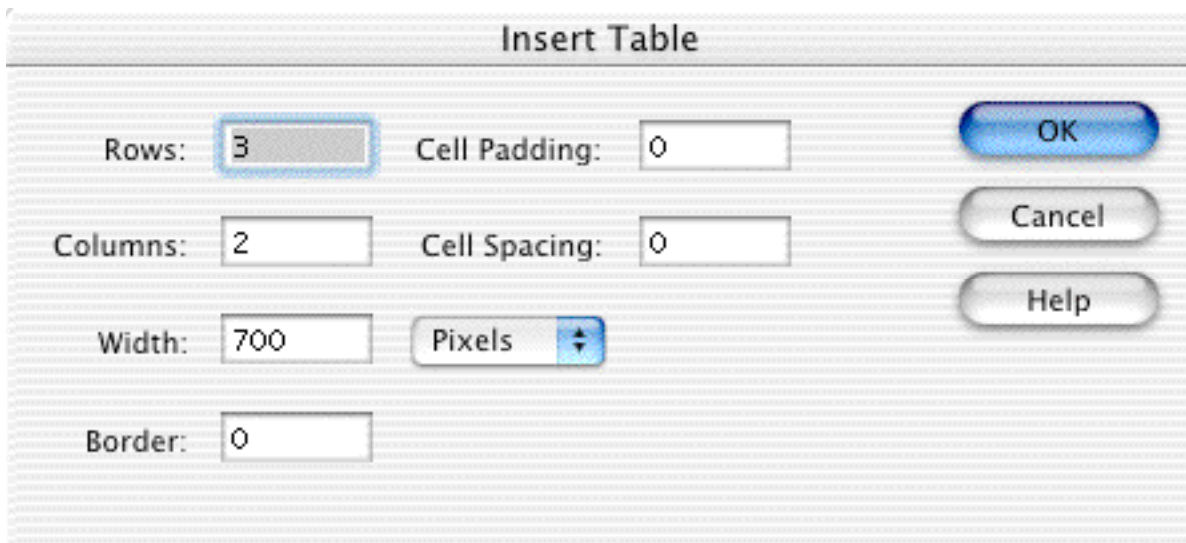 Insert Table
Rows: 3 Cell Padding: 0 OK
Columns: 2 Cell Spacing: 0 Cancel
Help
Width: 700 Pixels
Border: 0